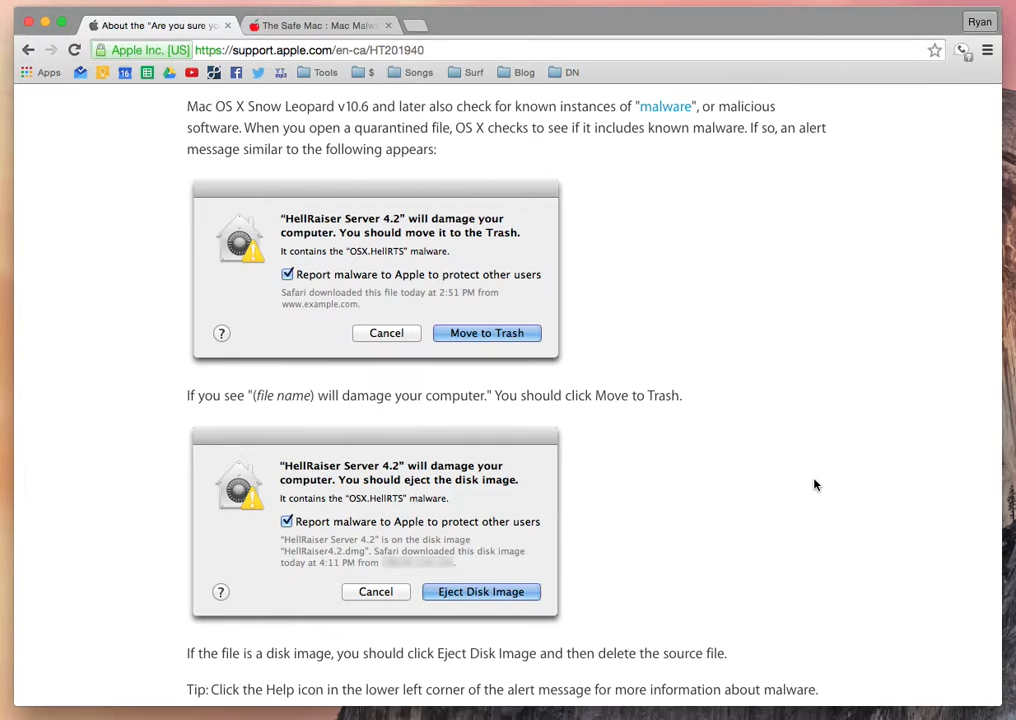 About the "Are you sure yo
The Safe Mac : Mac Malwa
Ryan
Apple Inc. [US] https://support.apple.com/en-ca/HT201940
Apps 16 Tools $ Songs Surf Blog DN
Mac OS X Snow Leopard v10.6 and later also check for known instances of "malware", or malicious
software. When you open a quarantined file, OS X checks to see if it includes known malware. If so, an alert
message similar to the following appears:
"HellRaiser Server 4.2" will damage your
computer. You should move it to the Trash.
It contains the "OSX.HellRTS" malware.
Report malware to Apple to protect other users
Safari downloaded this file today at 2:51 PM from
www.example.com.
? Cancel Move to Trash
If you see "(file name) will damage your computer." You should click Move to Trash.
"HellRaiser Server 4.2" will damage your
computer. You should eject the disk image.
It contains the "OSX.HellRTS" malware.
Report malware to Apple to protect other users
"HellRaiser Server 4.2" is on the disk image
"HellRaiser4.2.dmg". Safari downloaded this disk image
today at 4:11 PM from
? Cancel Eject Disk Image
If the file is a disk image, you should click Eject Disk Image and then delete the source file.
Tip: Click the Help icon in the lower left corner of the alert message for more information about malware.